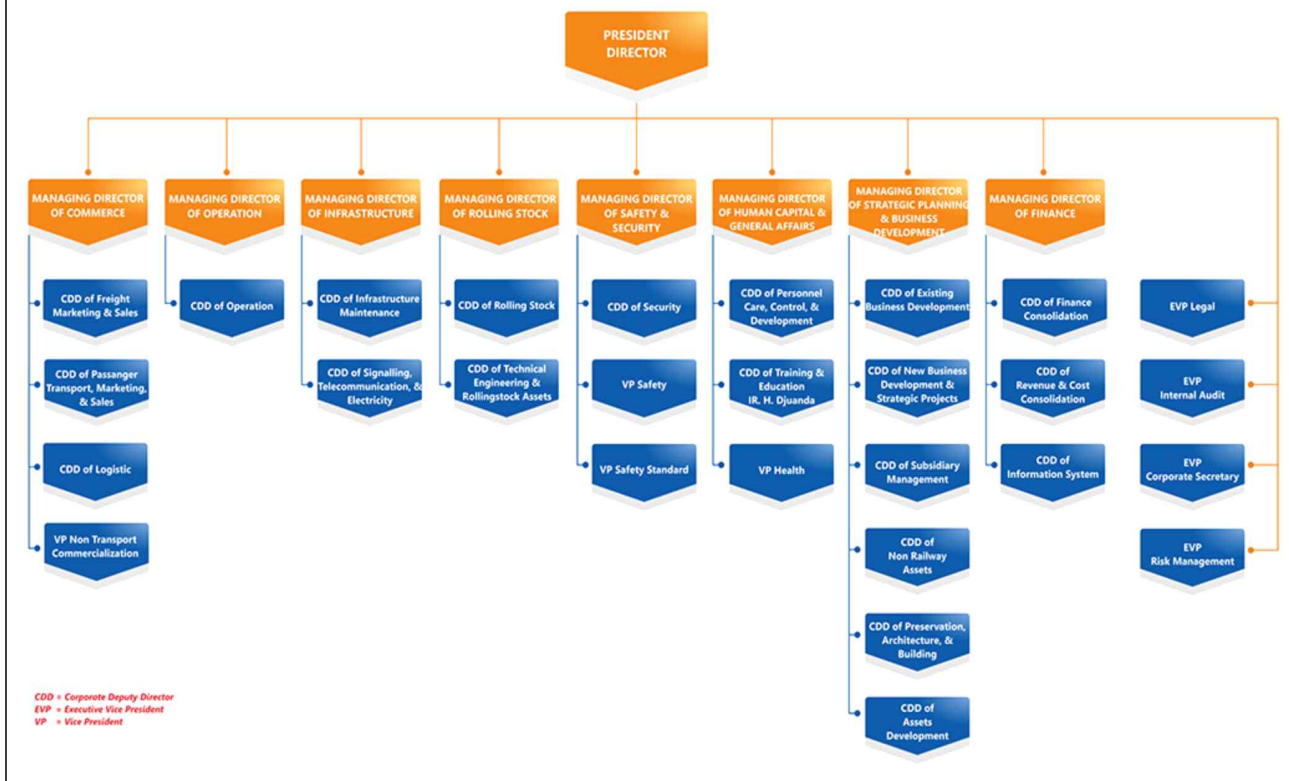 PRESIDENT
DIRECTOR
MANAGING DIRECTOR
OF COMMERCE
MANAGING DIRECTOR
OF OPERATION
MANAGING DIRECTOR
OF INFRASTRUCTURE
MANAGING DIRECTOR
OF ROLLING STOCK
MANAGING DIRECTOR
OF SAFETY &
SECURITY
MANAGING DIRECTOR
OF HUMAN CAPITAL &
GENERAL AFFAIRS
MANAGING DIRECTOR
OF STRATEGIC PLANNING
& BUSINESS
DEVELOPMENT
MANAGING DIRECTOR
OF FINANCE
CDD of Freight
Marketing & Sales
CDD of Passanger
Transport, Marketing,
& Sales
CDD of Logistic
VP Non Transport
Commercialization
CDD of Operation
CDD of Infrastructure
Maintenance
CDD of Signalling,
Telecommunication, &
Electricity
CDD of Rolling Stock
CDD of Technical
Engineering &
Rollingstock Assets
CDD of Security
VP Safety
VP Safety Standard
CDD of Personnel
Care, Control, &
Development
CDD of Training &
Education
IR. H. Djuanda
VP Health
CDD of Existing
Business Development
CDD of New Business
Development &
Strategic Projects
CDD of Subsidiary
Management
CDD of
Non Railway
Assets
CDD of Preservation,
Architecture, &
Building
CDD of
Assets
Development
CDD of Finance
Consolidation
CDD of
Revenue & Cost
Consolidation
CDD of
Information System
EVP Legal
EVP
Internal Audit
EVP
Corporate Secretary
EVP
Risk Management
CDD = Corporate Deputy Director
EVP = Executive Vice President
VP = Vice President